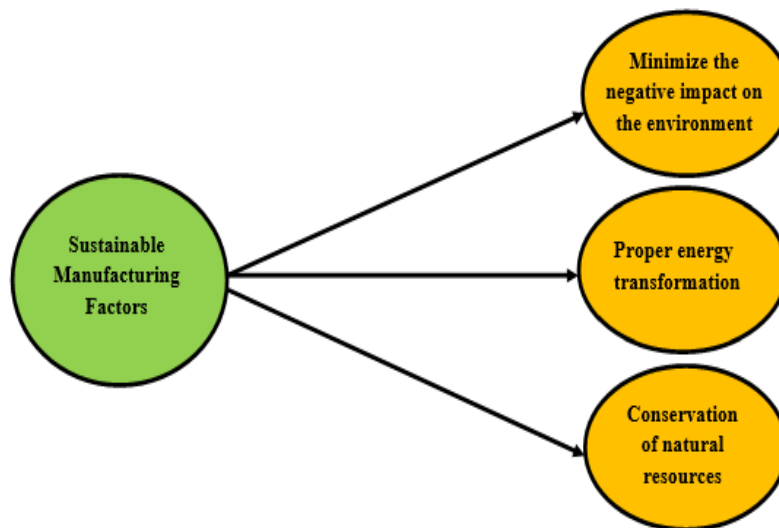 Minimize the
negative impact on
the environment
Sustainable
Manufacturing
Factors
Proper energy
transformation
Conservation
of natural
resources